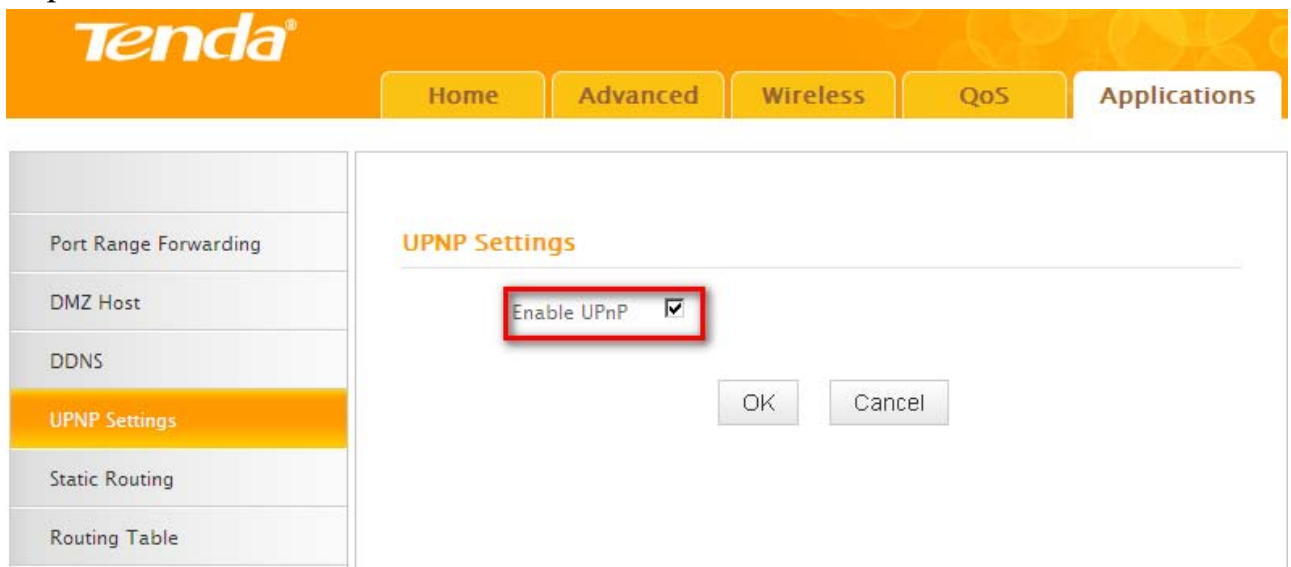 Tenda®
Home Advanced Wireless QoS Applications
Port Range Forwarding
DMZ Host
DDNS
UPNP Settings
Static Routing
Routing Table
UPNP Settings
Enable UPnP
OK Cancel